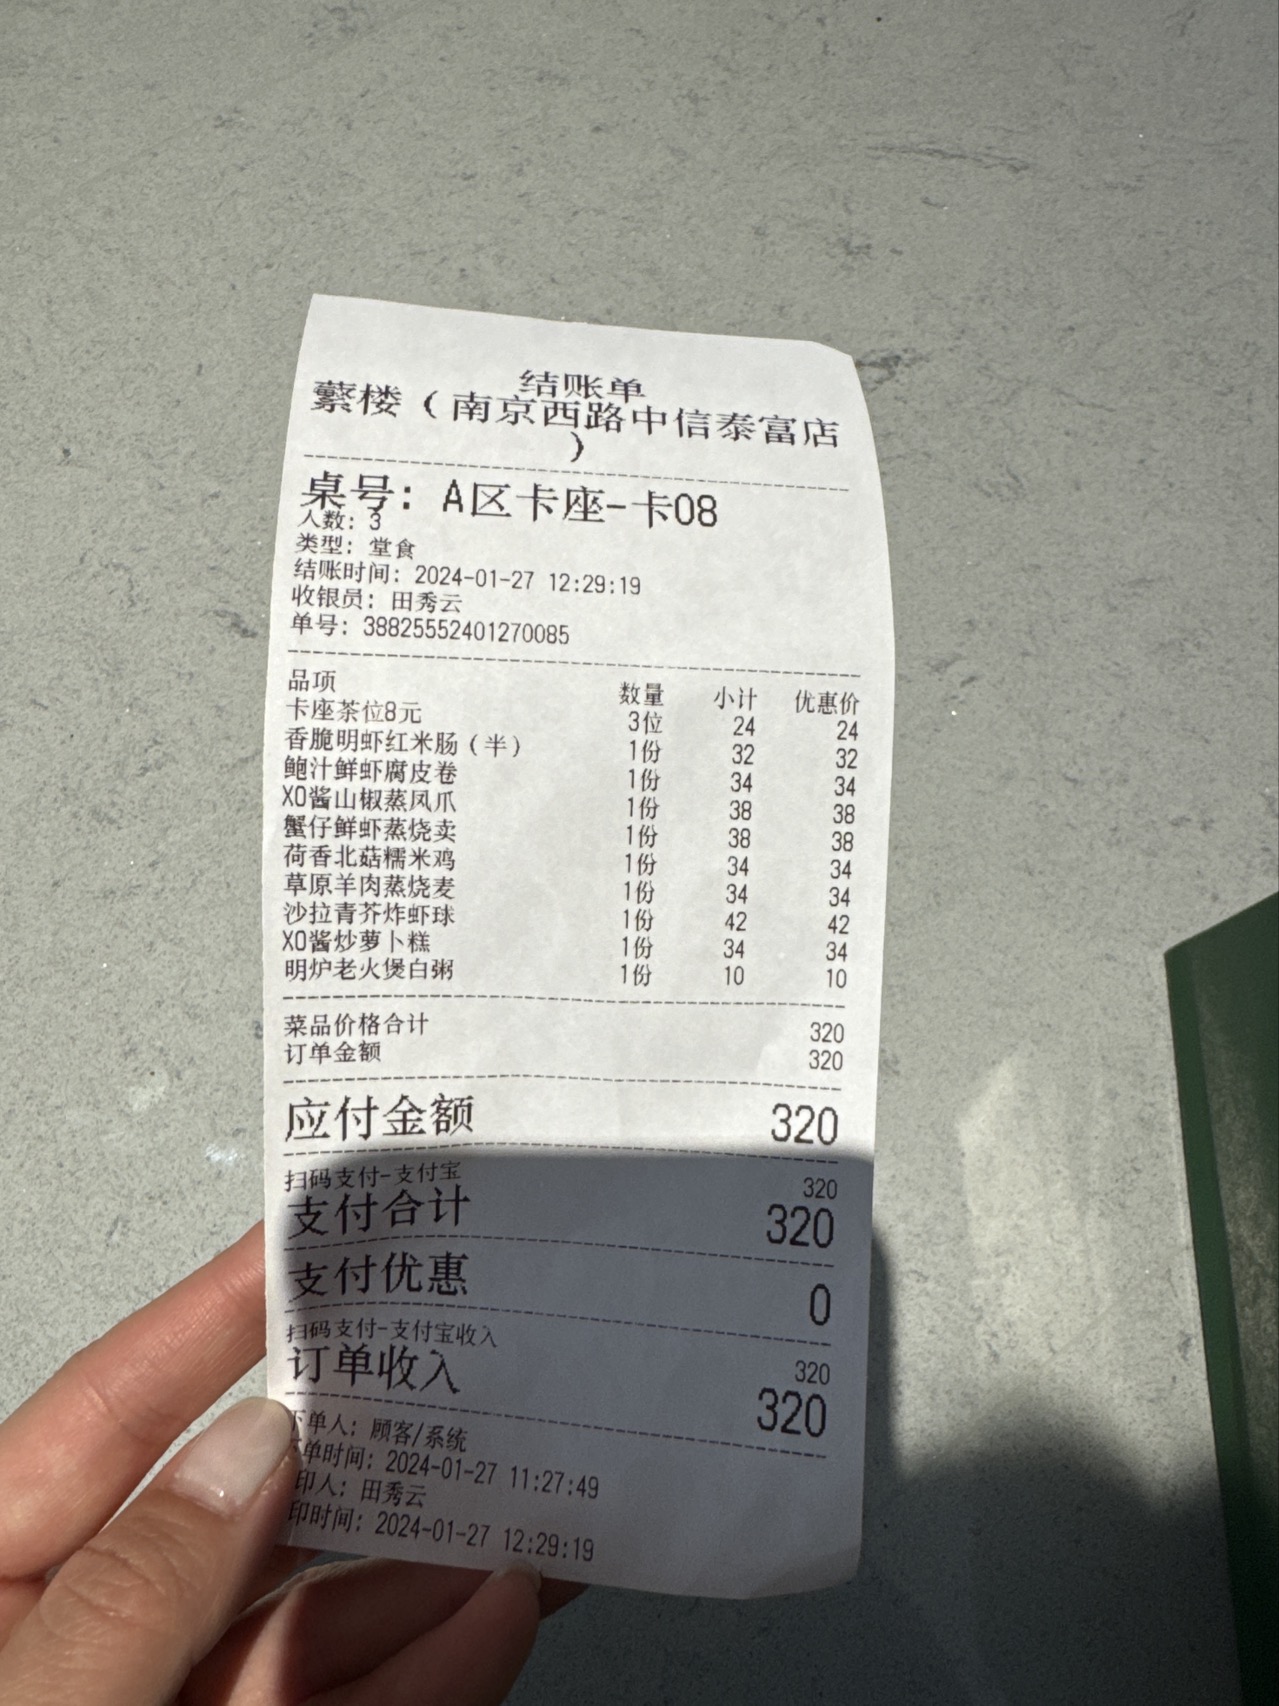 结账单
蘩楼（南京西路中信泰富店
）
桌号：A区卡座-卡08
人数：3
类型：堂食
结账时间：2024-01-27 12:29:19
收银员：田秀云
单号：38825552401270085
品项 数量 小计 优惠价
卡座茶位8元 3位 24 24
香脆明虾红米肠（半） 1份 32 32
鲍汁鲜虾腐皮卷 1份 34 34
XO酱山椒蒸凤爪 1份 38 38
蟹仔鲜虾蒸烧卖 1份 38 38
荷香北菇糯米鸡 1份 34 34
草原羊肉蒸烧麦 1份 34 34
沙拉青芥炸虾球 1份 42 42
XO酱炒萝卜糕 1份 34 34
明炉老火煲白粥 1份 10 10
菜品价格合计 320
订单金额 320
应付金额 320
扫码支付-支付宝 320
支付合计 320
支付优惠 0
扫码支付-支付宝收入 320
订单收入 320
下单人：顾客/系统
单时间：2024-01-27 11:27:49
印人：田秀云
印时间：2024-01-27 12:29:19